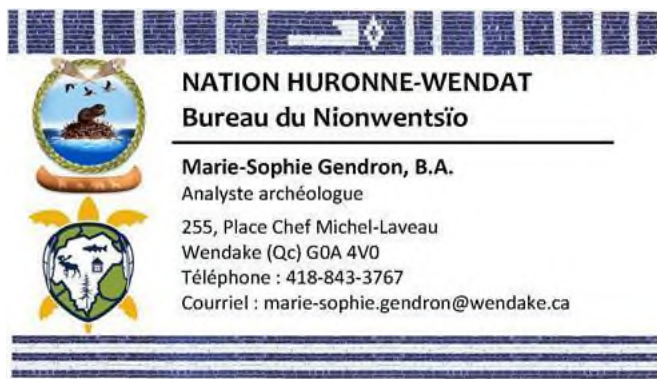 NATION HURONNE-WENDAT
Bureau du Nionwentsïo
Marie-Sophie Gendron, B.A.
Analyste archéologue
255, Place Chef Michel-Laveau
Wendake (Qc) G0A 4V0
Téléphone : 418-843-3767
Courriel : marie-sophie.gendron@wendake.ca